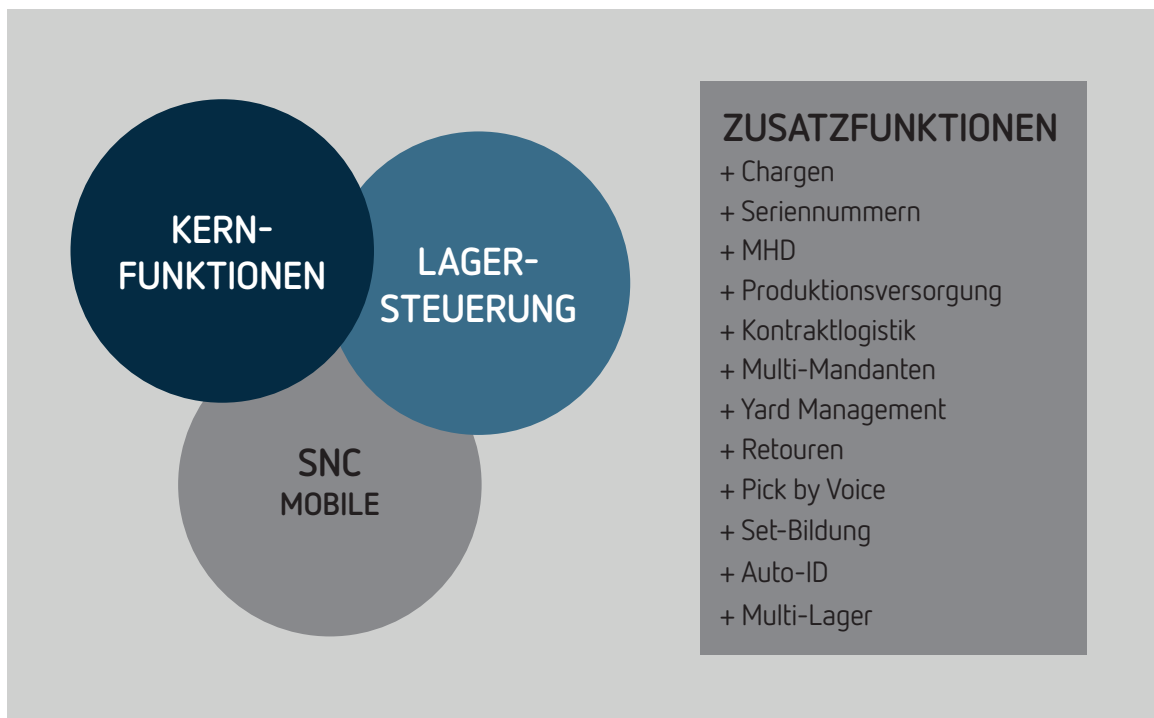 KERN-
FUNKTIONEN
LAGER-
STEUERUNG
SNC
MOBILE
ZUSATZFUNKTIONEN
+ Chargen
+ Seriennummern
+ MHD
+ Produktionsversorgung
+ Kontraktlogistik
+ Multi-Mandanten
+ Yard Management
+ Retouren
+ Pick by Voice
+ Set-Bildung
+ Auto-ID
+ Multi-Lager